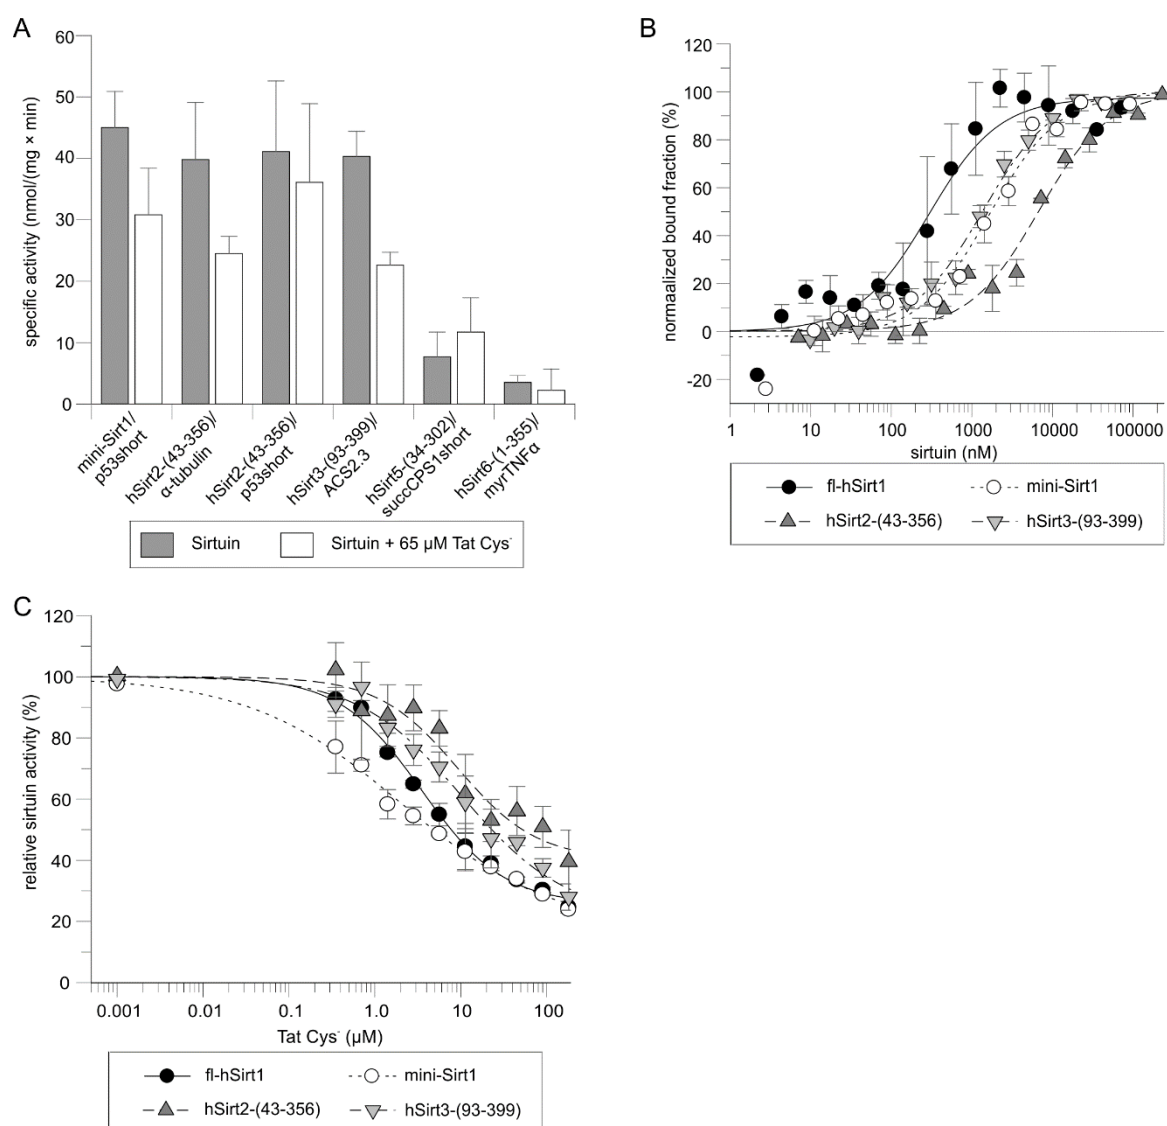 A
60
50
40
30
20
10
0
specific activity (nmol/(mg × min)
mini-Sirt1/
p53short
hSirt2-(43-356)/
α-tubulin
hSirt2-(43-356)/
p53short
hSirt3-(93-399)/
ACS2.3
hSirt5-(34-302)/
succCPS1short
hSirt6-(1-355)/
myrTNFα
Sirtuin
Sirtuin + 65 µM Tat Cys-
B
120
100
80
60
40
20
0
-20
normaalized bound fraction (%)
1 10 100 1000 10000 100000
sirtuin (nM)
fl-hSirt1 mini-Sirt1
hSirt2-(43-356) hSirt3-(93-399)
C
120
100
80
60
40
20
0
relative sirtuin activity (%)
0.001 0.01 0.1 1.0 10 100
Tat Cys- (µM)
fl-hSirt1 mini-Sirt1
hSirt2-(43-356) hSirt3-(93-399)